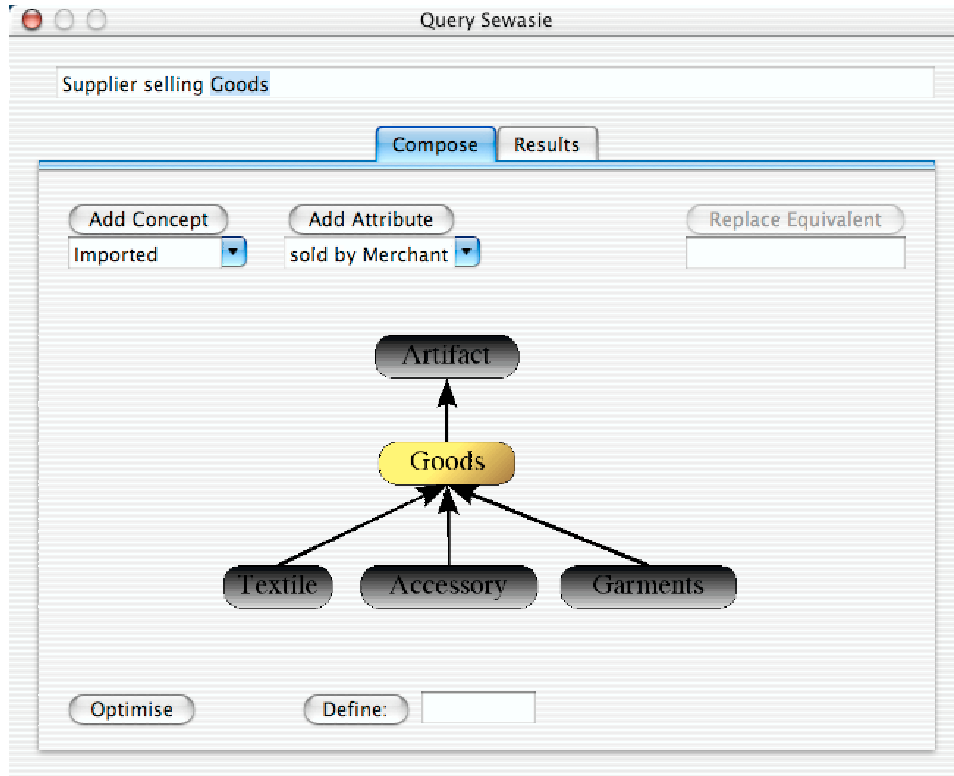 Query Sewasie
Supplier selling Goods
Compose Results
Add Concept Add Attribute Replace Equivalent
Imported sold by Merchant
Artifact
Goods
Textile Accessory Garments
Optimise Define: